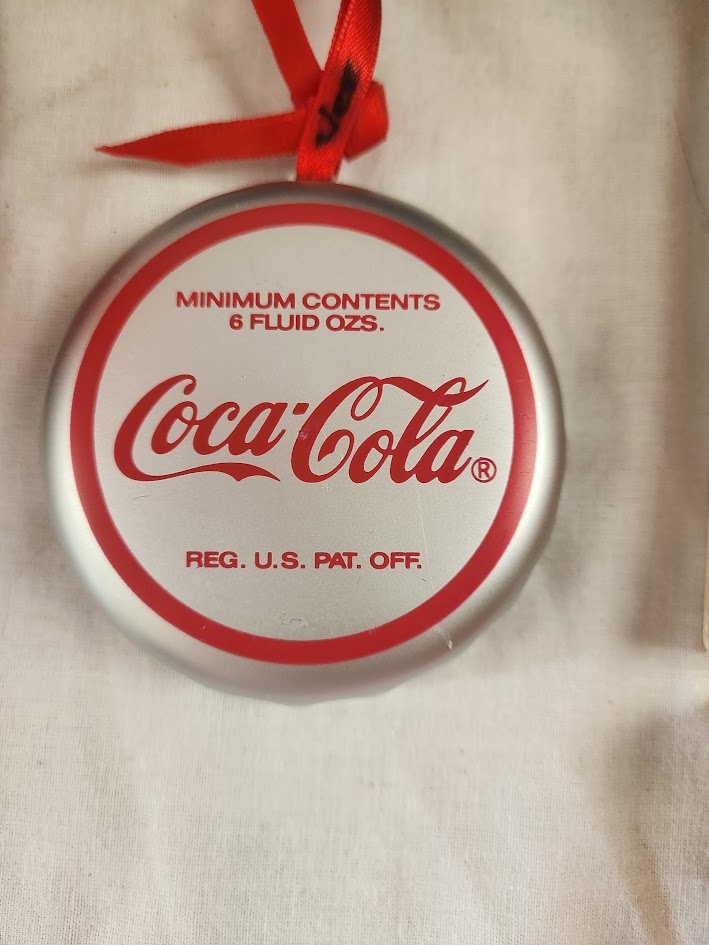 MINIMUM CONTENTS
6 FLUID OZS.
Coca-Cola®
REG. U.S. PAT. OFF.